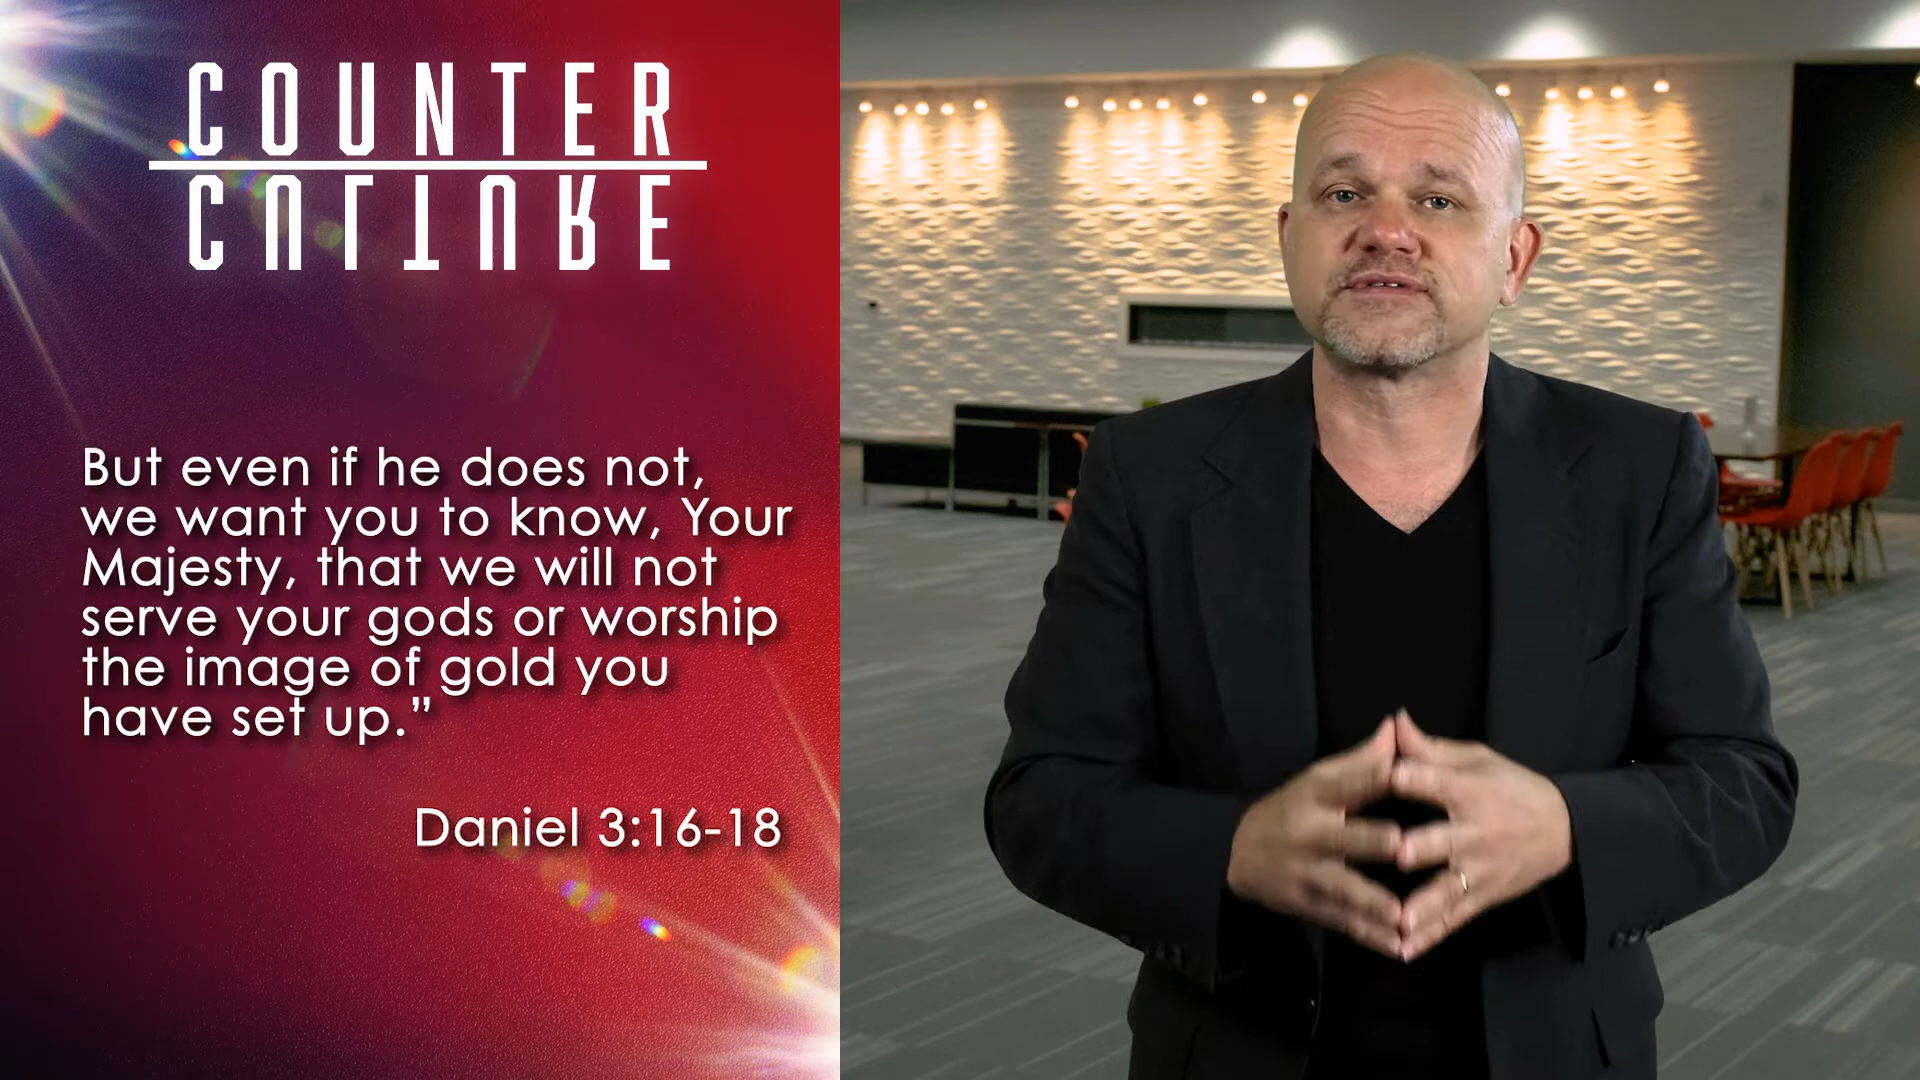 COUNTER
CULTURE
But even if he does not,
we want you to know, Your
Majesty, that we will not
serve your gods or worship
the image of gold you
have set up.”
Daniel 3:16-18